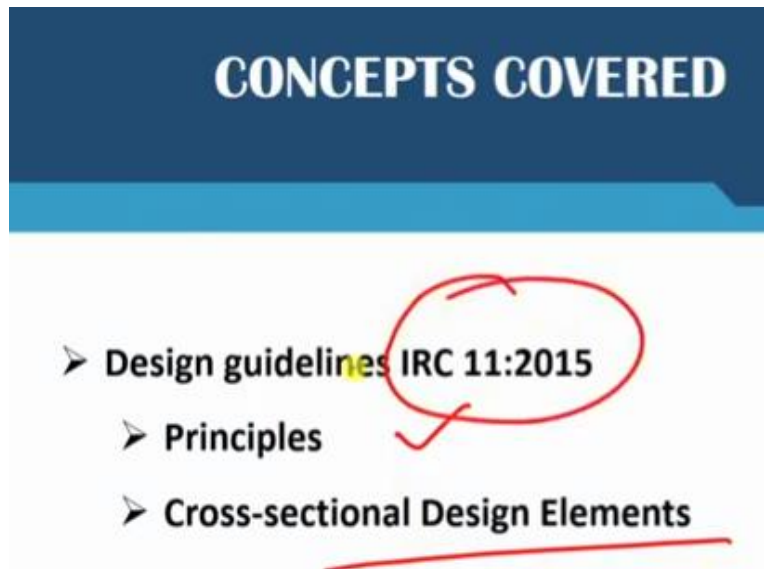 CONCEPTS COVERED
➢ Design guidelines IRC 11:2015
➢ Principles
➢ Cross-sectional Design Elements